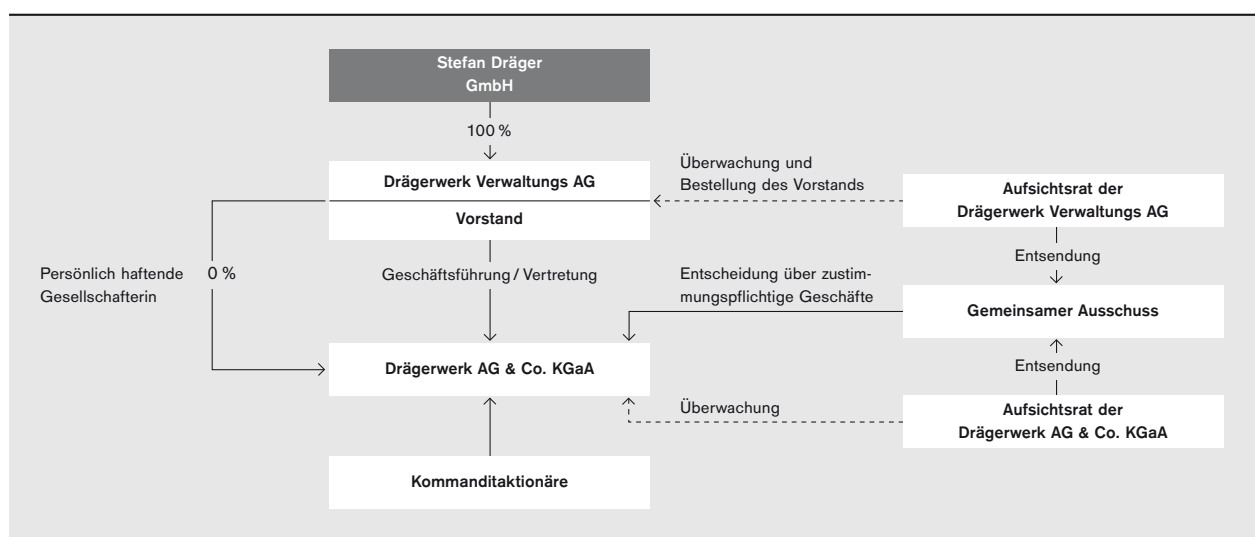 Stefan Dräger
GmbH
100 %
Drägerwerk Verwaltungs AG
Vorstand
Überwachung und
Bestellung des Vorstands
Aufsichtsrat der
Drägerwerk Verwaltungs AG
Entsendung
Persönlich haftende
Gesellschafterin
0 %
Geschäftsführung / Vertretung
Entscheidung über zustim-
mungspflichtige Geschäfte
Gemeinsamer Ausschuss
Drägerwerk AG & Co. KGaA
Entsendung
Überwachung
Aufsichtsrat der
Drägerwerk AG & Co. KGaA
Kommanditaktionäre